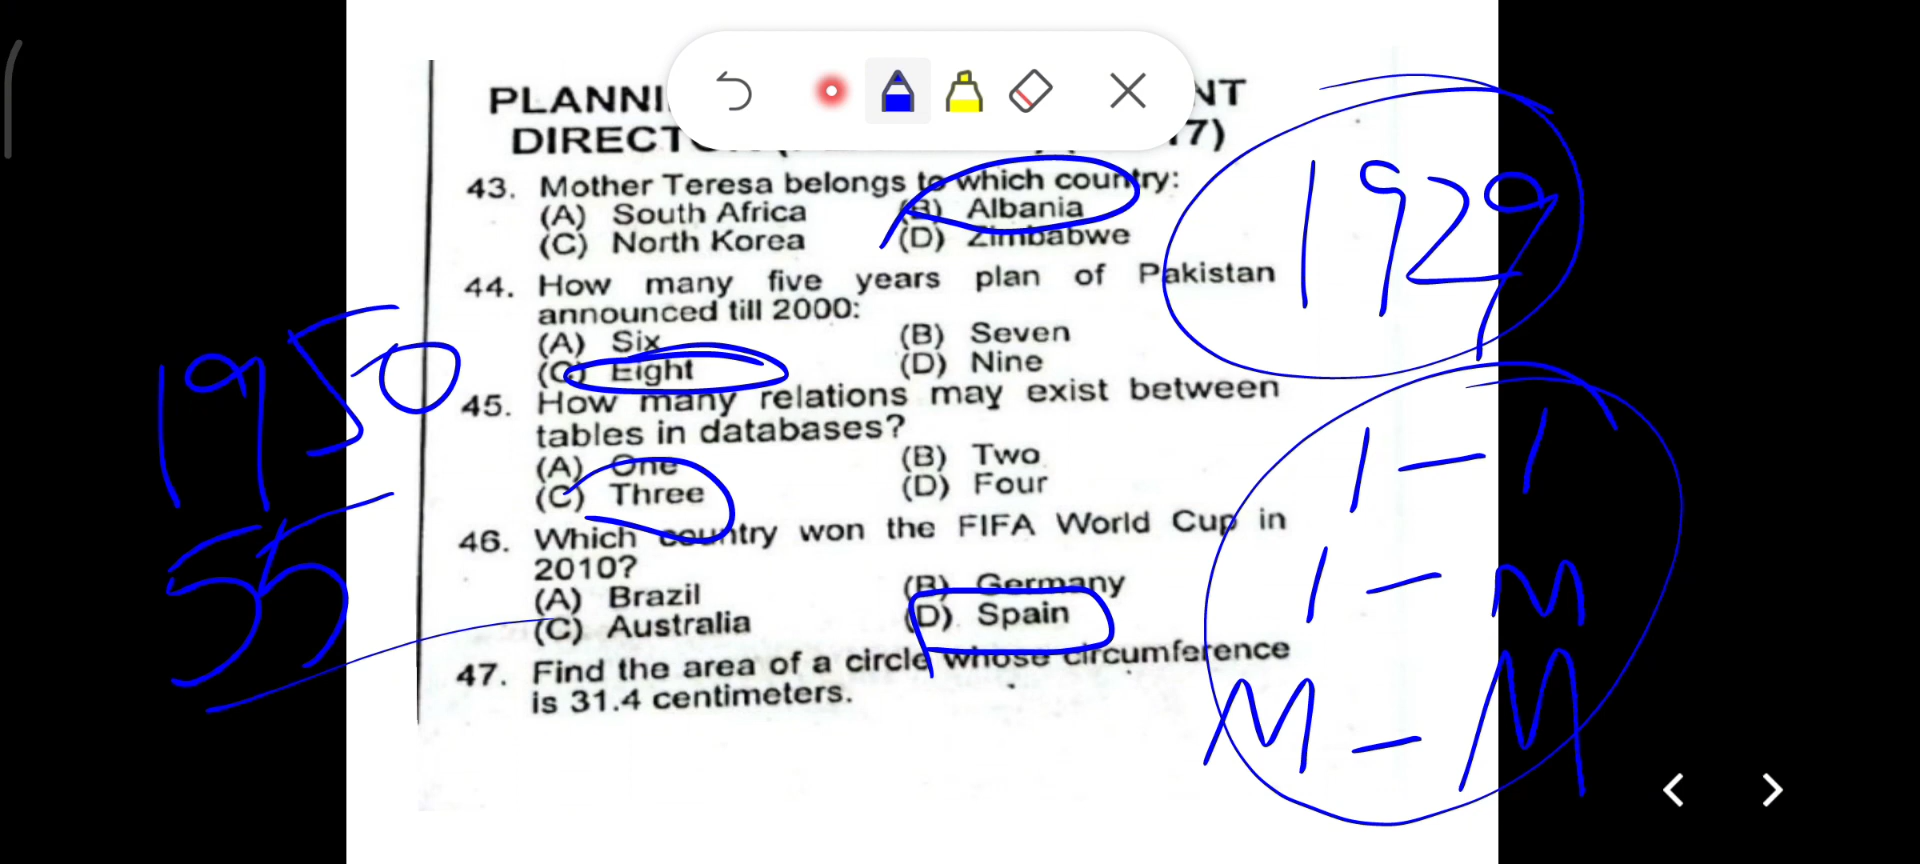 PLANNI NT
DIRECT 17)
43. Mother Teresa belongs to which country:
(A) South Africa (B) Albania
(C) North Korea (D) Zimbabwe
44. How many five years plan of Pakistan
announced till 2000:
(A) Six (B) Seven
(C) Eight (D) Nine
45. How many relations may exist between
tables in databases?
(A) One (B) Two
(C) Three (D) Four
46. Which country won the FIFA World Cup in
2010?
(A) Brazil (B) Germany
(C) Australia (D) Spain
47. Find the area of a circle whose circumference
is 31.4 centimeters.
1929
1950
55
1 - 1
1 - M
M - M